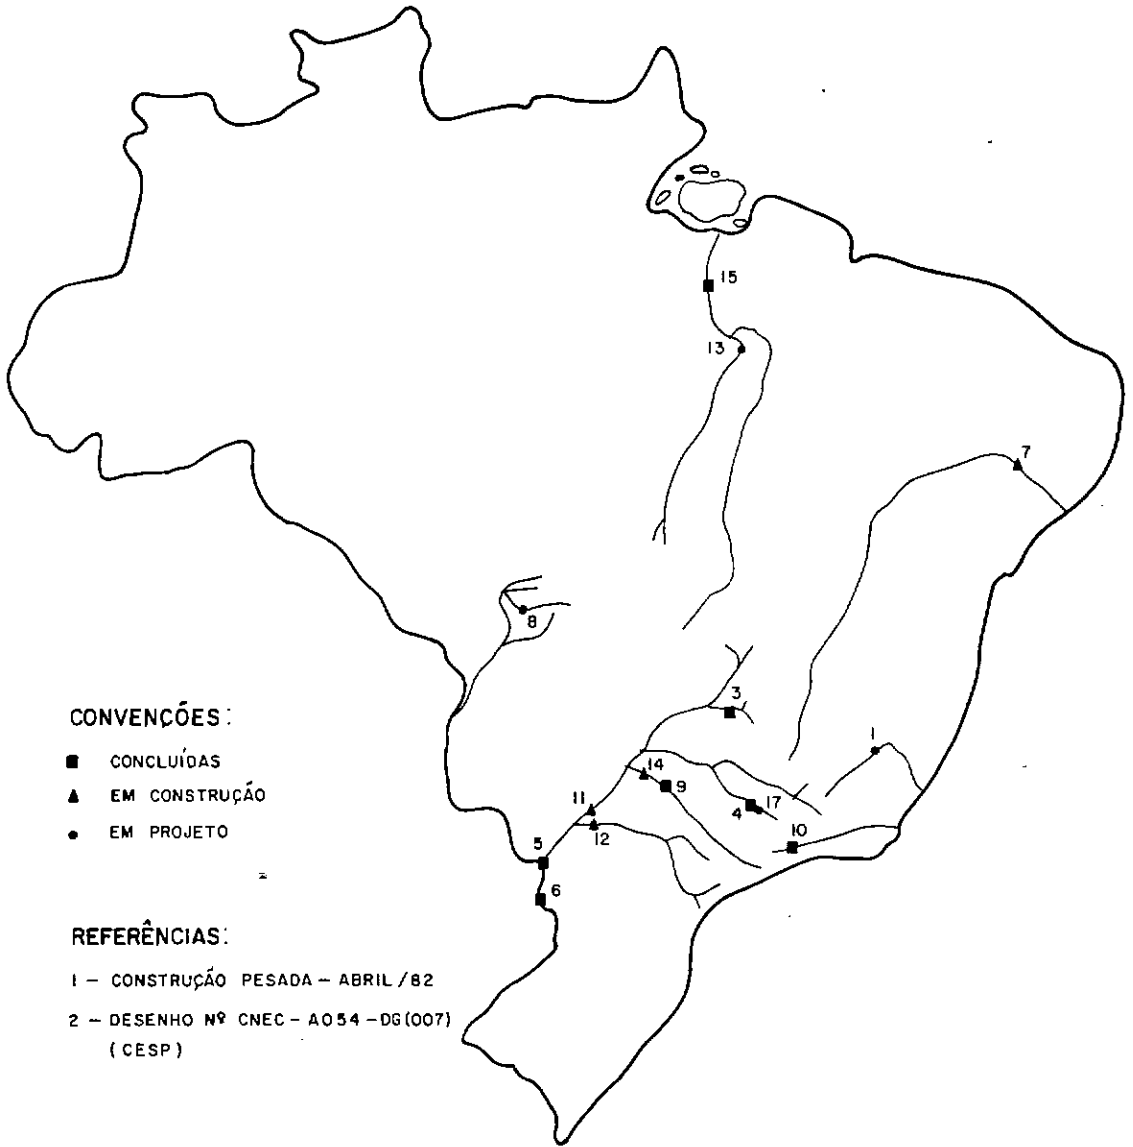 15
13
7
8
3
1
14
9
11
4
17
12
10
5
6
CONVENÇÕES:
CONCLUÍDAS
EM CONSTRUÇÃO
EM PROJETO
REFERÊNCIAS:
1 - CONSTRUÇÃO PESADA - ABRIL/82
2 - DESENHO Nº CNEC - A054 - DG(007)
(CESP)